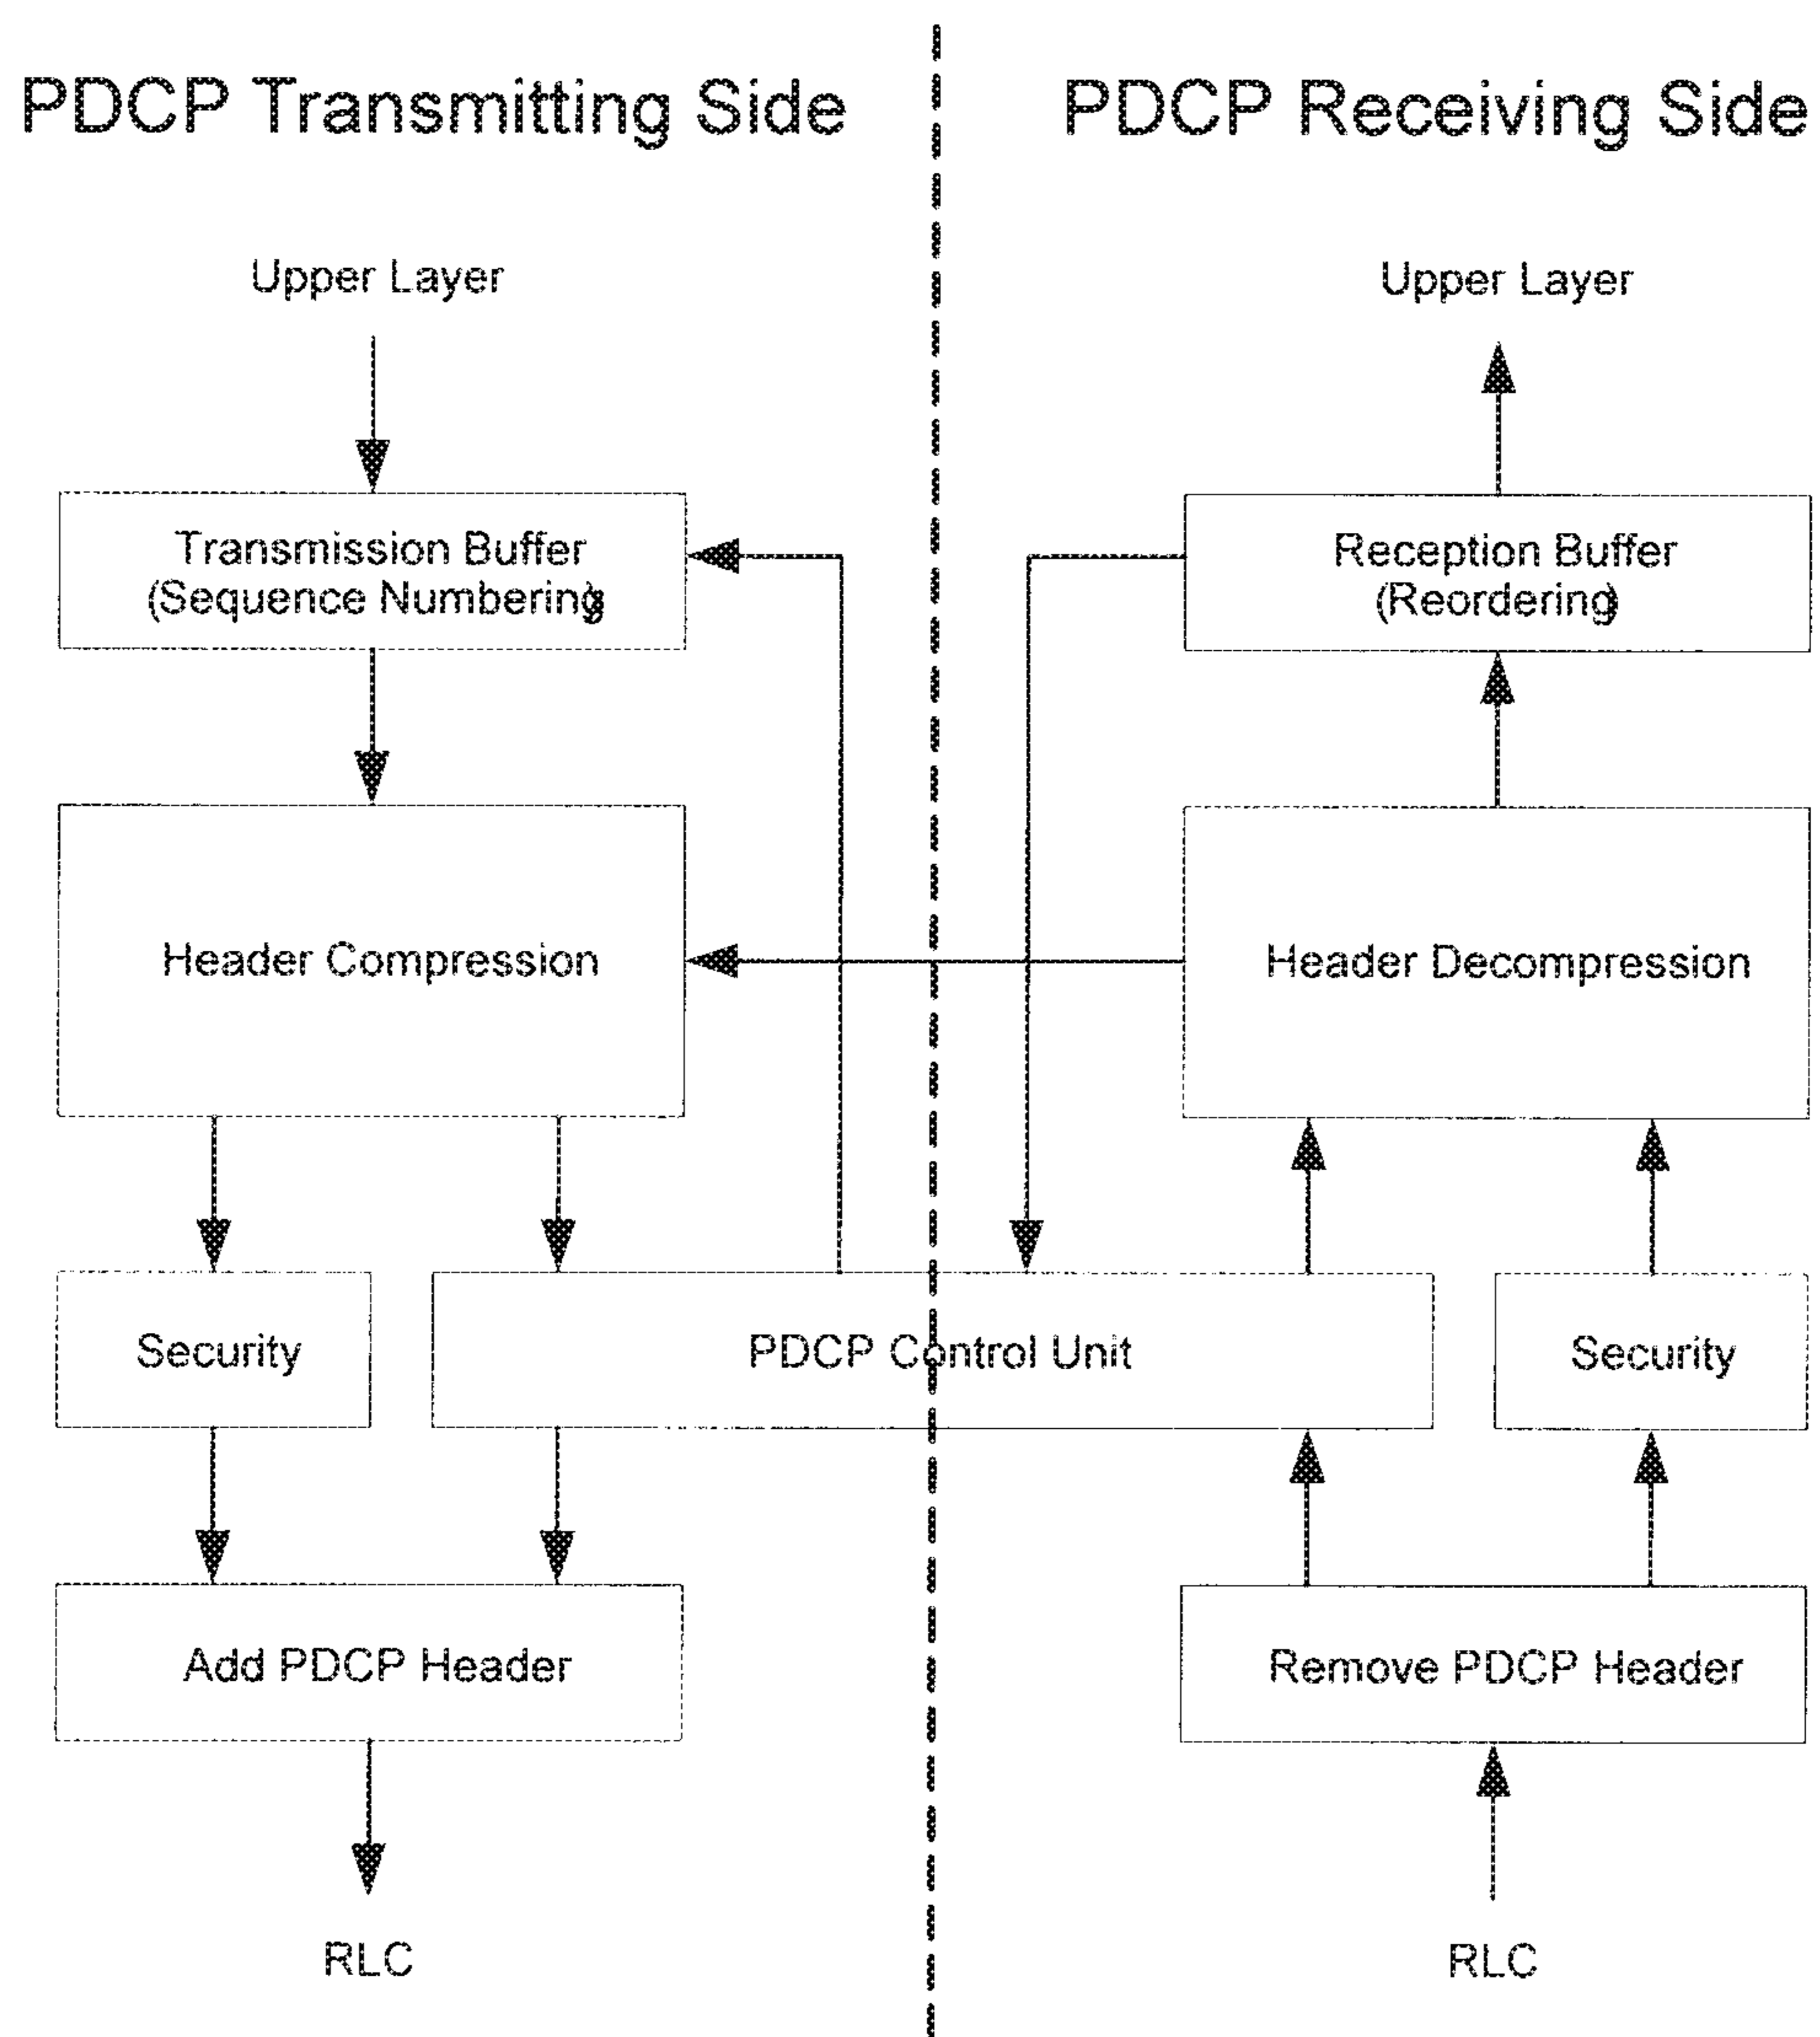 PDCP Transmitting Side
PDCP Receiving Side
Upper Layer
Upper Layer
Transmission Buffer
(Sequence Numbering)
Reception Buffer
(Reordering)
Header Compression
Header Decompression
Security
PDCP Control Unit
Security
Add PDCP Header
Remove PDCP Header
RLC
RLC